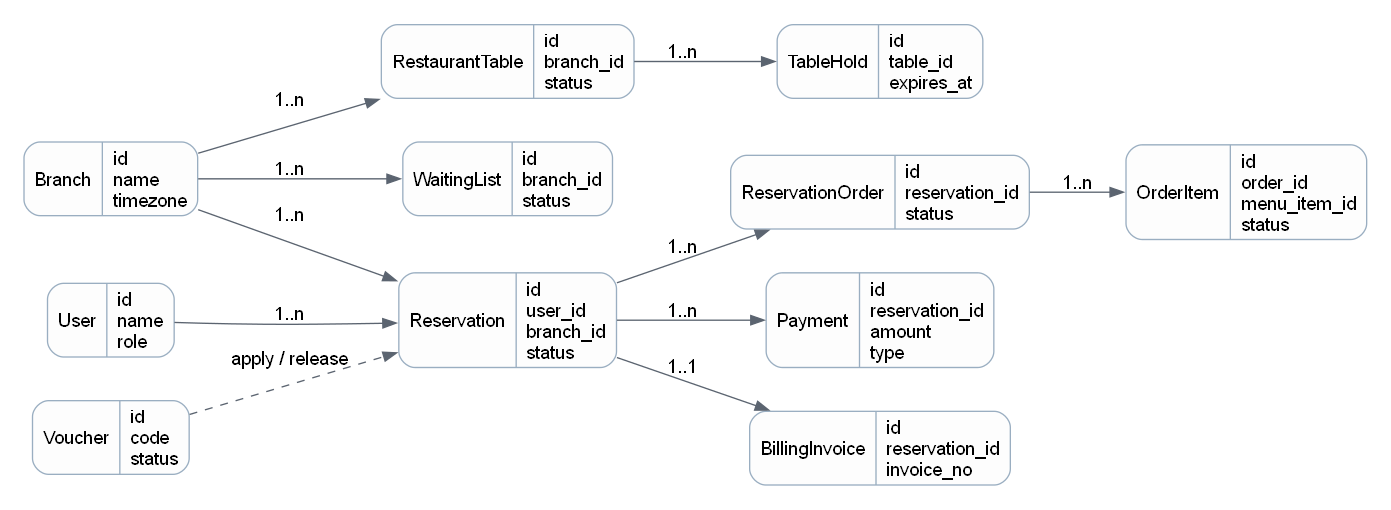 RestaurantTable
id
branch_id
status
1..n
TableHold
id
table_id
expires_at
1..n
Branch
id
name
timezone
1..n
WaitingList
id
branch_id
status
1..n
ReservationOrder
id
reservation_id
status
1..n
OrderItem
id
order_id
menu_item_id
status
1..n
User
id
name
role
1..n
Reservation
id
user_id
branch_id
status
1..n
Payment
id
reservation_id
amount
type
apply / release
1..1
Voucher
id
code
status
BillingInvoice
id
reservation_id
invoice_no